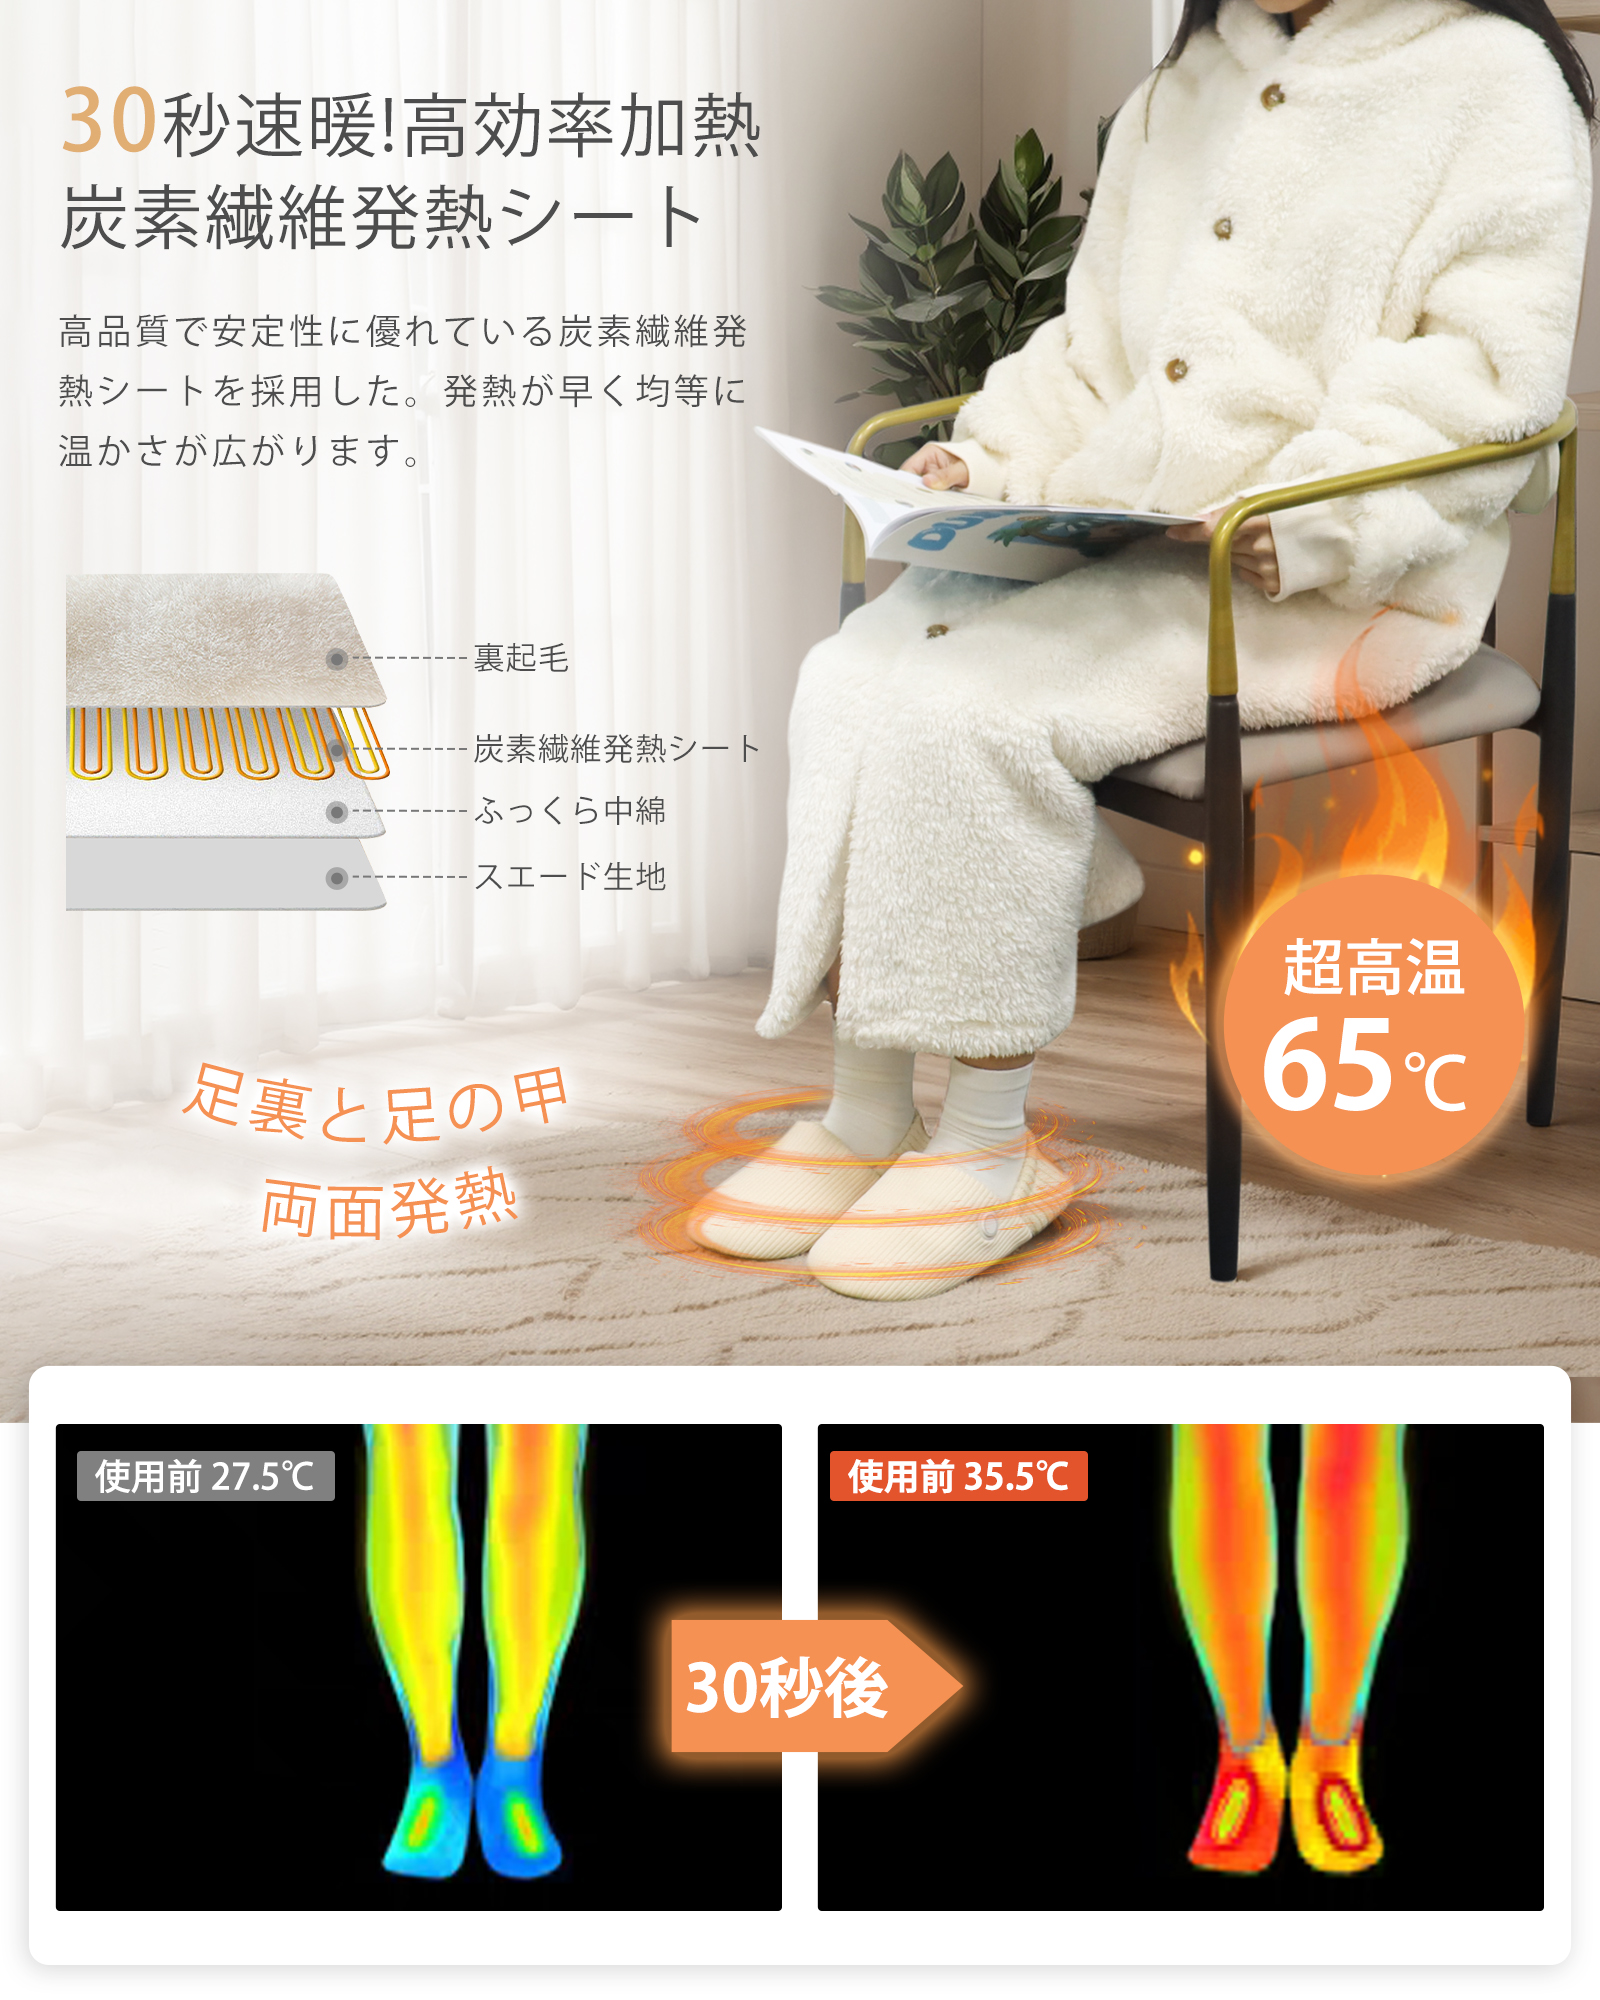 30秒速暖!高効率加熱
炭素繊維発熱シート
高品質で安定性に優れている炭素繊維発
熱シートを採用した。発熱が早く均等に
温かさが広がります。
裏起毛
炭素繊維発熱シート
ふっくら中綿
スエード生地
超高温
65℃
足裏と足の甲
両面発熱
使用前 27.5℃
使用前 35.5℃
30秒後